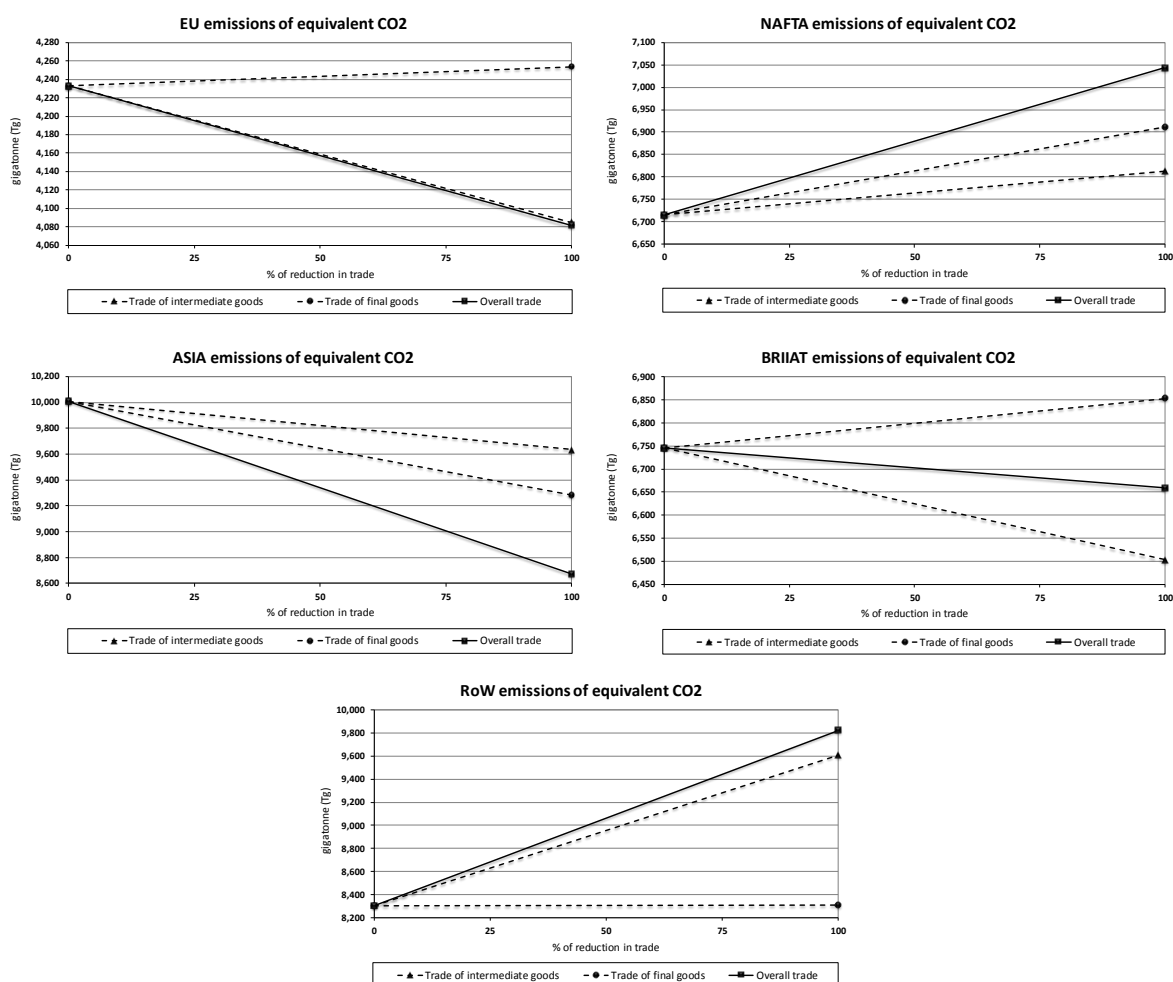 EU emissions of equivalent CO2
4,280
4,260
4,240
4,220
4,200
4,180
4,160
4,140
4,120
4,100
4,080
4,060
gigatonne (Tg)
0 25 50 75 100
% of reduction in trade
Trade of intermediate goods Trade of final goods Overall trade
NAFTA emissions of equivalent CO2
7,100
7,050
7,000
6,950
6,900
6,850
6,800
6,750
6,700
6,650
gigatonne (Tg)
0 25 50 75 100
% of reduction in trade
Trade of intermediate goods Trade of final goods Overall trade
ASIA emissions of equivalent CO2
10,200
10,000
9,800
9,600
9,400
9,200
9,000
8,800
8,600
gigatonne (Tg)
0 25 50 75 100
% of reduction in trade
Trade of intermediate goods Trade of final goods Overall trade
BRIIAT emissions of equivalent CO2
6,900
6,850
6,800
6,750
6,700
6,650
6,600
6,550
6,500
6,450
gigatonne (Tg)
0 25 50 75 100
% of reduction in trade
Trade of intermediate goods Trade of final goods Overall trade
RoW emissions of equivalent CO2
10,000
9,800
9,600
9,400
9,200
9,000
8,800
8,600
8,400
8,200
gigatonne (Tg)
0 25 50 75 100
% of reduction in trade
Trade of intermediate goods Trade of final goods Overall trade